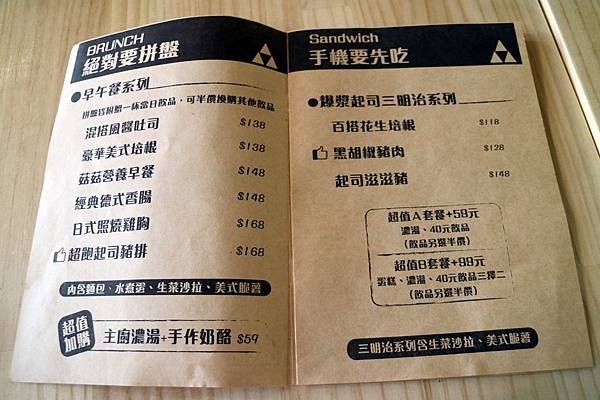 BRUNCH
絕對要拼盤
●早午餐系列
拼盤皆附贈一杯當日飲品，可半價換購其他飲品
混搭風醬吐司 $138
豪華美式培根 $138
菇菇營養早餐 $148
經典德式香腸 $148
日式照燒雞胸 $168
超飽起司豬排 $168
內含麵包、水煮蛋、生菜沙拉、美式脆薯
超值加購
主廚濃湯+手作奶酪 $59
Sandwich
手機要先吃
●爆漿起司三明治系列
百搭花生培根 $118
黑胡椒豬肉 $128
起司滋滋豬 $148
超值A套餐+59元
濃湯、40元飲品
(飲品另選半價)
超值B套餐+99元
蛋糕、濃湯、40元飲品三擇二
(飲品另選半價)
三明治系列含生菜沙拉、美式脆薯